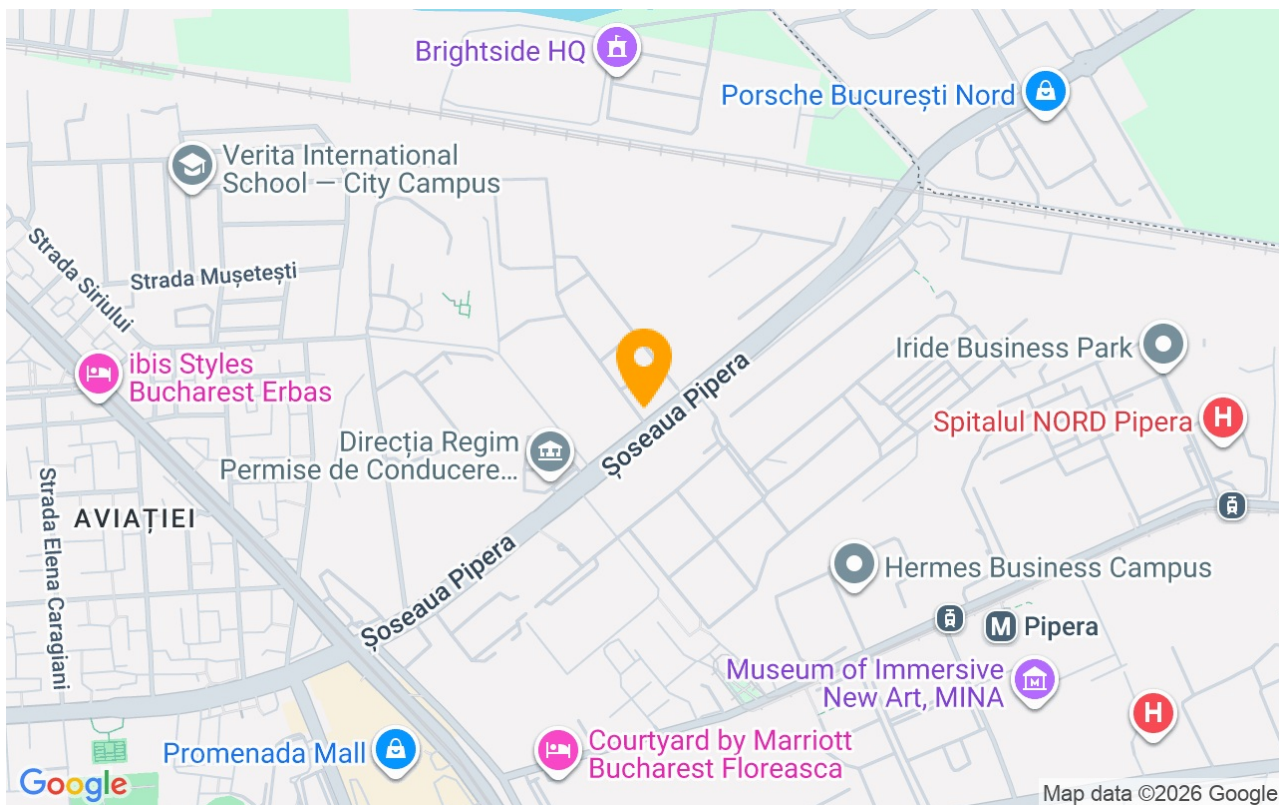 Brightside HQ
Porsche București Nord
Verita International
School — City Campus
Strada Siriului
Strada Mușetești
Iride Business Park
ibis Styles
Bucharest Erbas
Șoseaua Pipera
Spitalul NORD Pipera
H
Direcția Regim
Permise de Conducere...
Strada Elena Caragiani
AVIAȚIEI
Șoseaua Pipera
Hermes Business Campus
M Pipera
Museum of Immersive
New Art, MINA
H
Promenada Mall
Courtyard by Marriott
Bucharest Floreasca
Google
Map data ©2026 Google